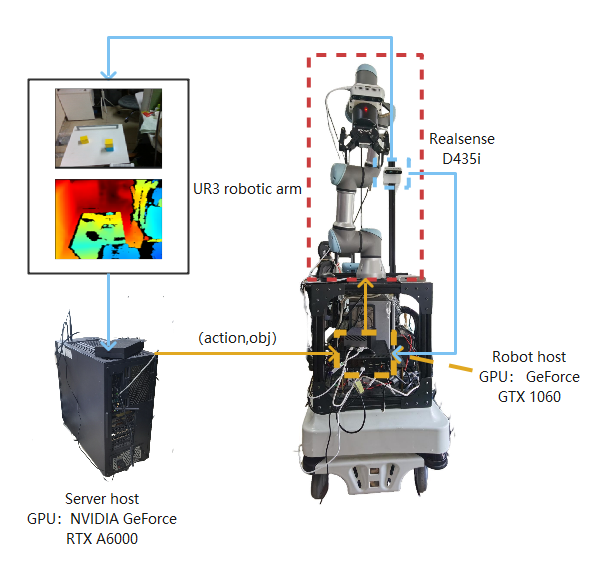 Realsense
D435i
UR3 robotic arm
(action,obj)
Robot host
GPU： GeForce
GTX 1060
Server host
GPU：NVIDIA GeForce
RTX A6000